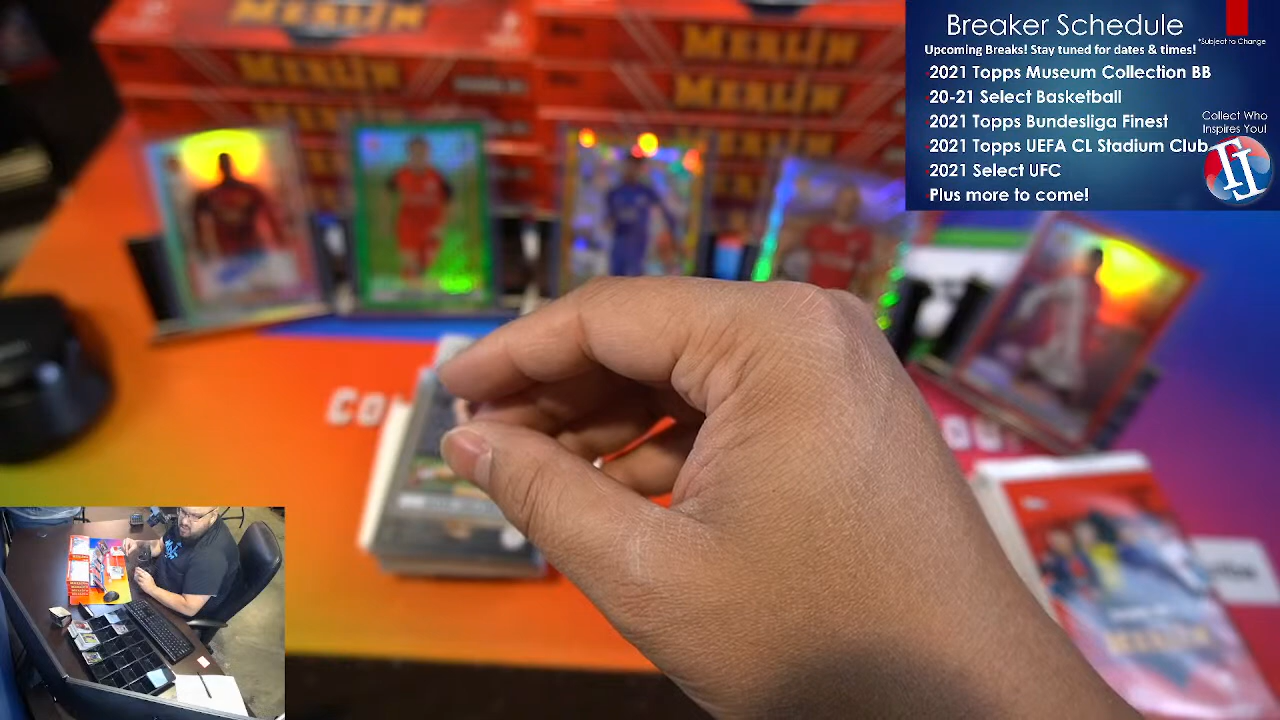 MERLIN
MERLIN
MERLIN
MERLIN
Breaker Schedule
*Subject to Change
Upcoming Breaks! Stay tuned for dates & times!
2021 Topps Museum Collection BB
20-21 Select Basketball
2021 Topps Bundesliga Finest
2021 Topps UEFA CL Stadium Club
2021 Select UFC
Plus more to come!
Collect Who
Inspires You!
MERLIN